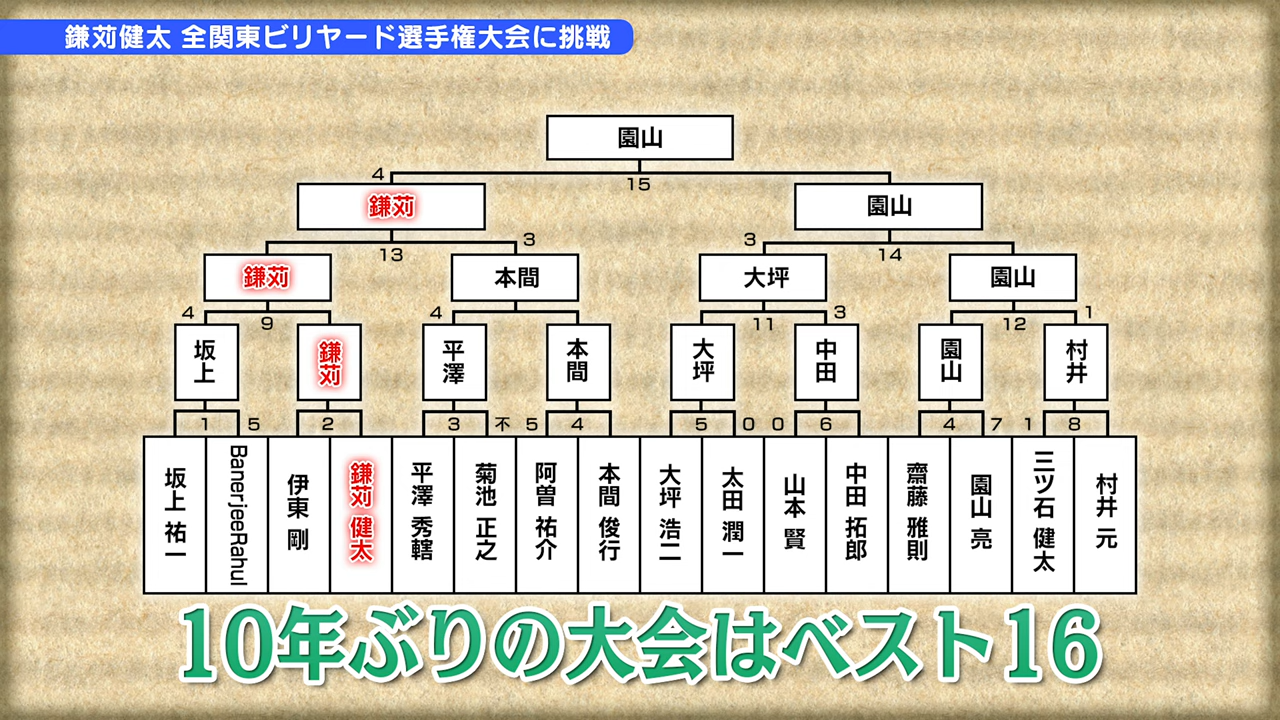 鎌苅健太 全関東ビリヤード選手権大会に挑戦
園山
4
15
鎌苅
園山
13
3
3
14
鎌苅
本間
大坪
園山
4
9
4
11
3
12
1
坂上
鎌苅
平澤
本間
大坪
中田
園山
村井
1
5
2
3
不
5
4
5
0
0
6
4
7
1
8
坂上 祐一
BanerjeeRahul
伊東 剛
鎌苅 健太
平澤 秀轄
菊池 正之
阿曽 祐介
本間 俊行
大坪 浩二
太田 潤一
山本 賢
中田 拓郎
齋藤 雅則
園山 亮
三ツ石 健太
村井 元
10年ぶりの大会はベスト16